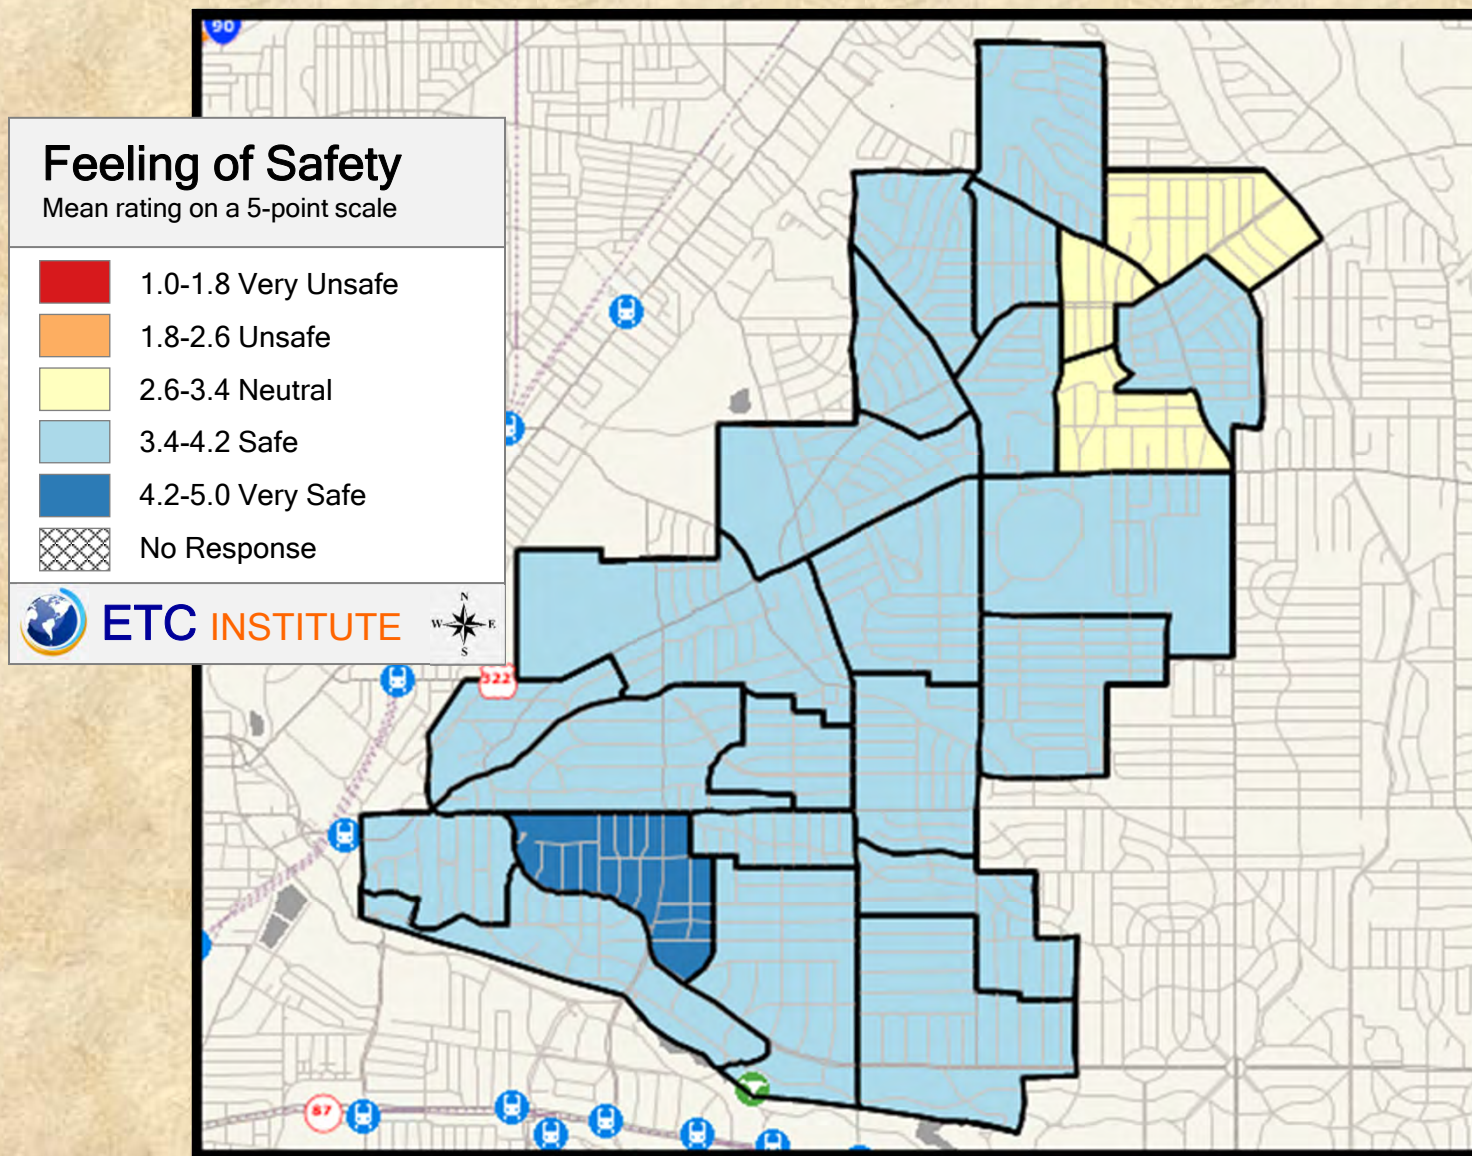 90
Feeling of Safety
Mean rating on a 5-point scale
1.0-1.8 Very Unsafe
1.8-2.6 Unsafe
2.6-3.4 Neutral
3.4-4.2 Safe
4.2-5.0 Very Safe
No Response
ETC INSTITUTE
N
W E
S
322
87